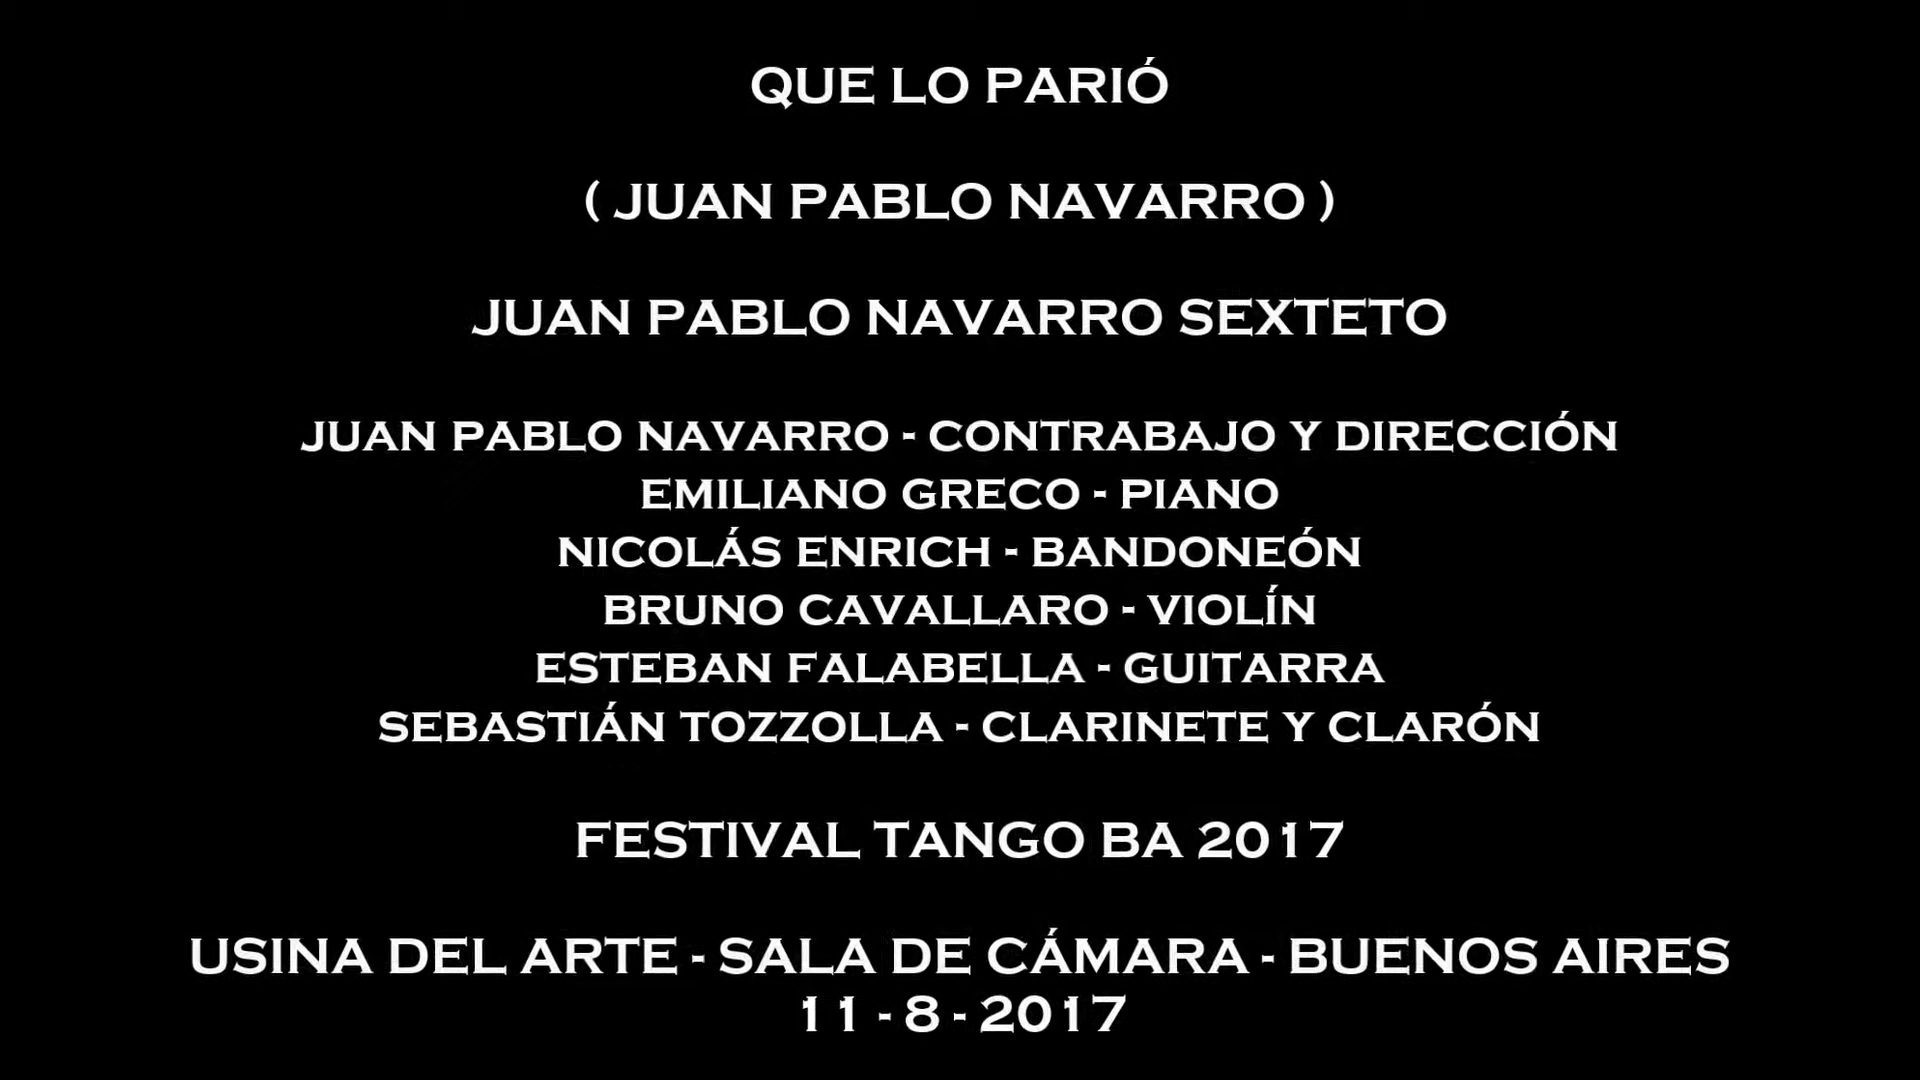 QUE LO PARIÓ
( JUAN PABLO NAVARRO )
JUAN PABLO NAVARRO SEXTETO
JUAN PABLO NAVARRO - CONTRABAJO Y DIRECCIÓN
EMILIANO GRECO - PIANO
NICOLÁS ENRICH - BANDONEÓN
BRUNO CAVALLARO - VIOLÍN
ESTEBAN FALABELLA - GUITARRA
SEBASTIÁN TOZZOLLA - CLARINETE Y CLARÓN
FESTIVAL TANGO BA 2017
USINA DEL ARTE - SALA DE CÁMARA - BUENOS AIRES
11 - 8 - 2017